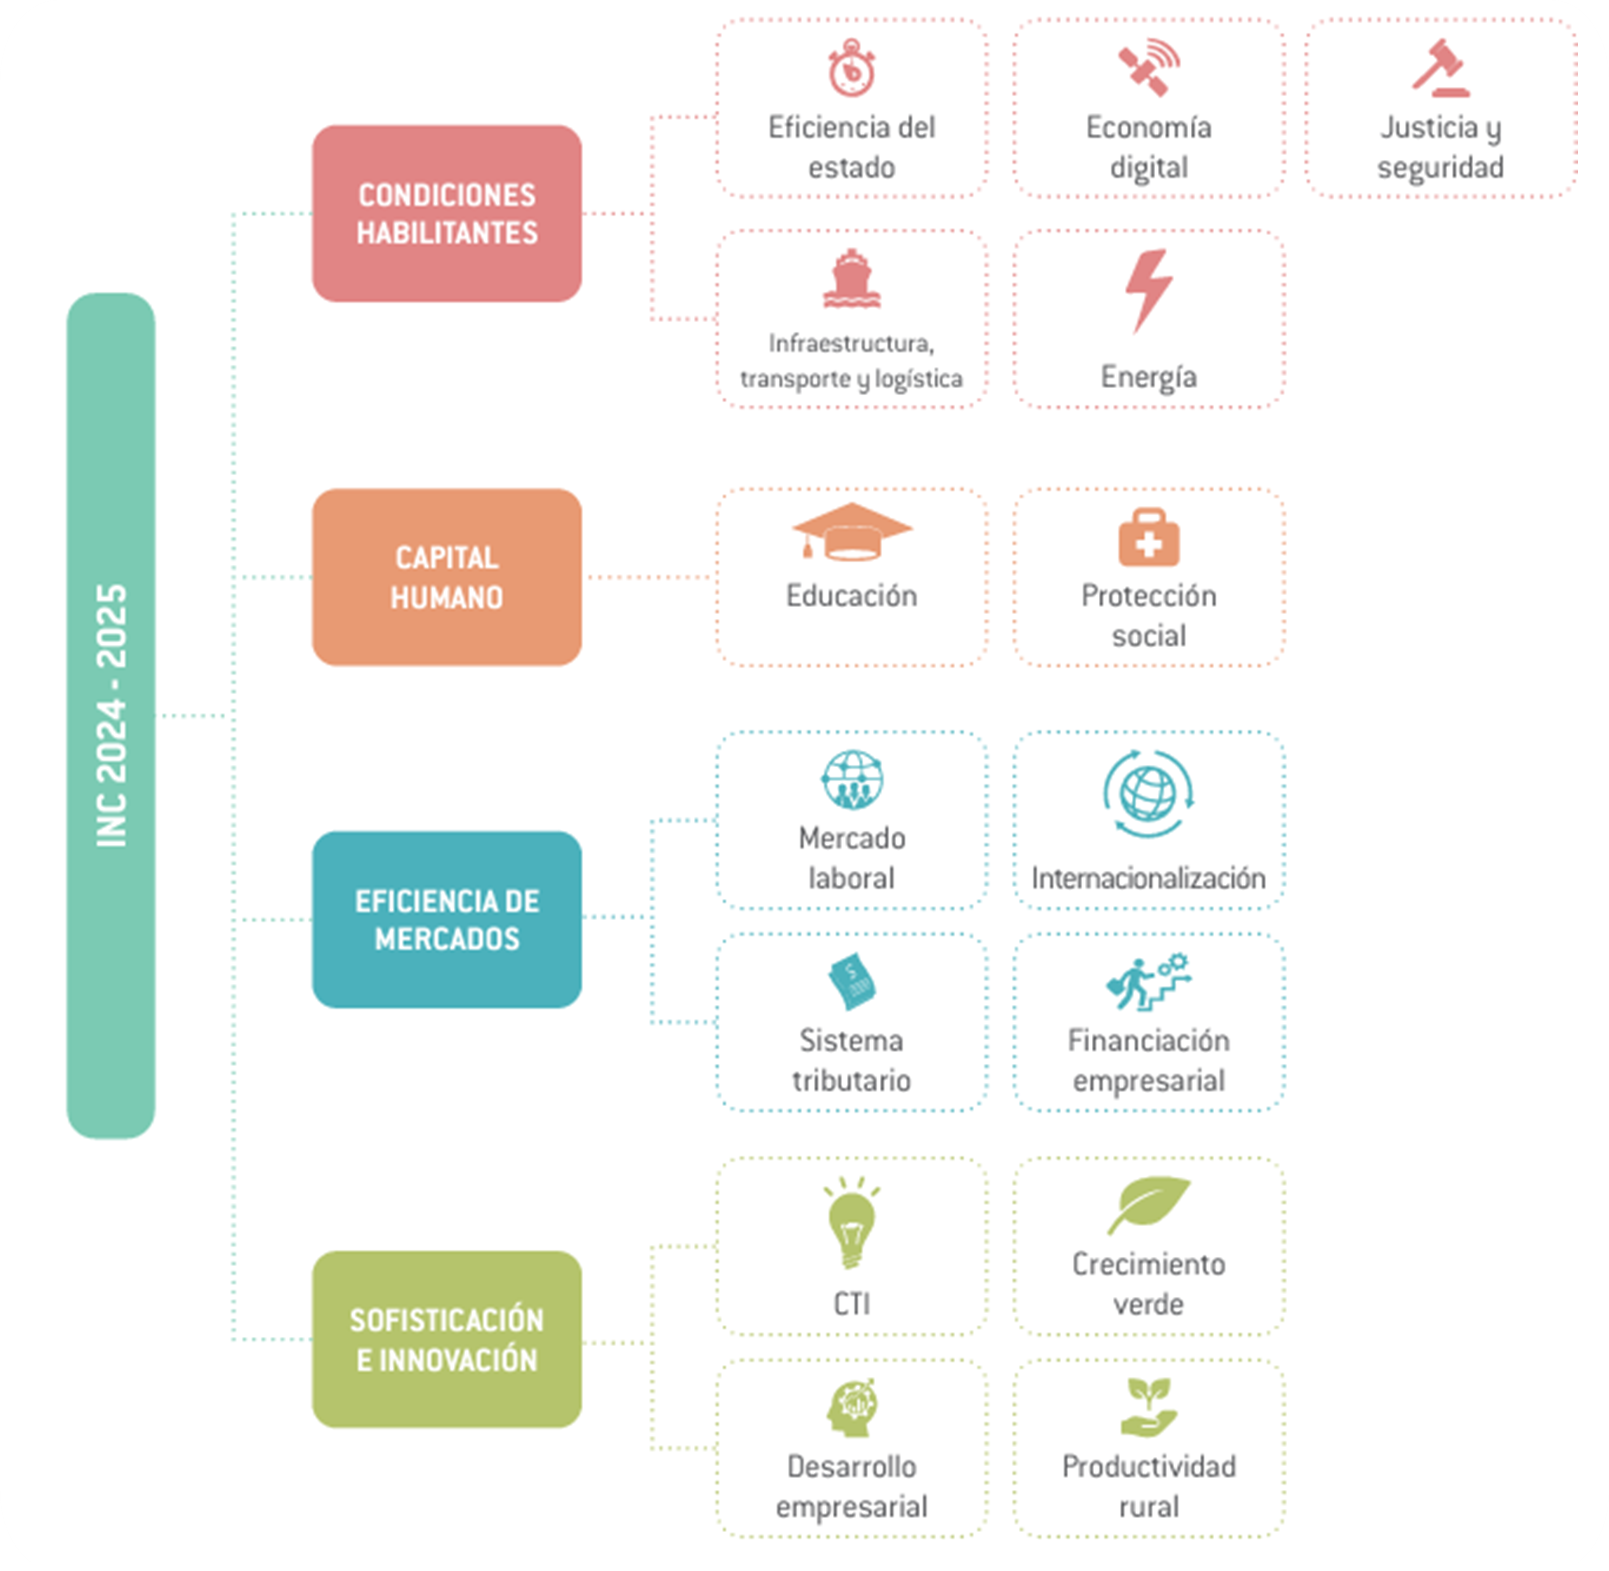 INC 2024 - 2025
CONDICIONES
HABILITANTES
Eficiencia del
estado
Economía
digital
Justicia y
seguridad
Infraestructura,
transporte y logística
Energía
CAPITAL
HUMANO
Educación
Protección
social
EFICIENCIA DE
MERCADOS
Mercado
laboral
Internacionalización
Sistema
tributario
Financiación
empresarial
SOFISTICACIÓN
E INNOVACIÓN
CTI
Crecimiento
verde
Desarrollo
empresarial
Productividad
rural